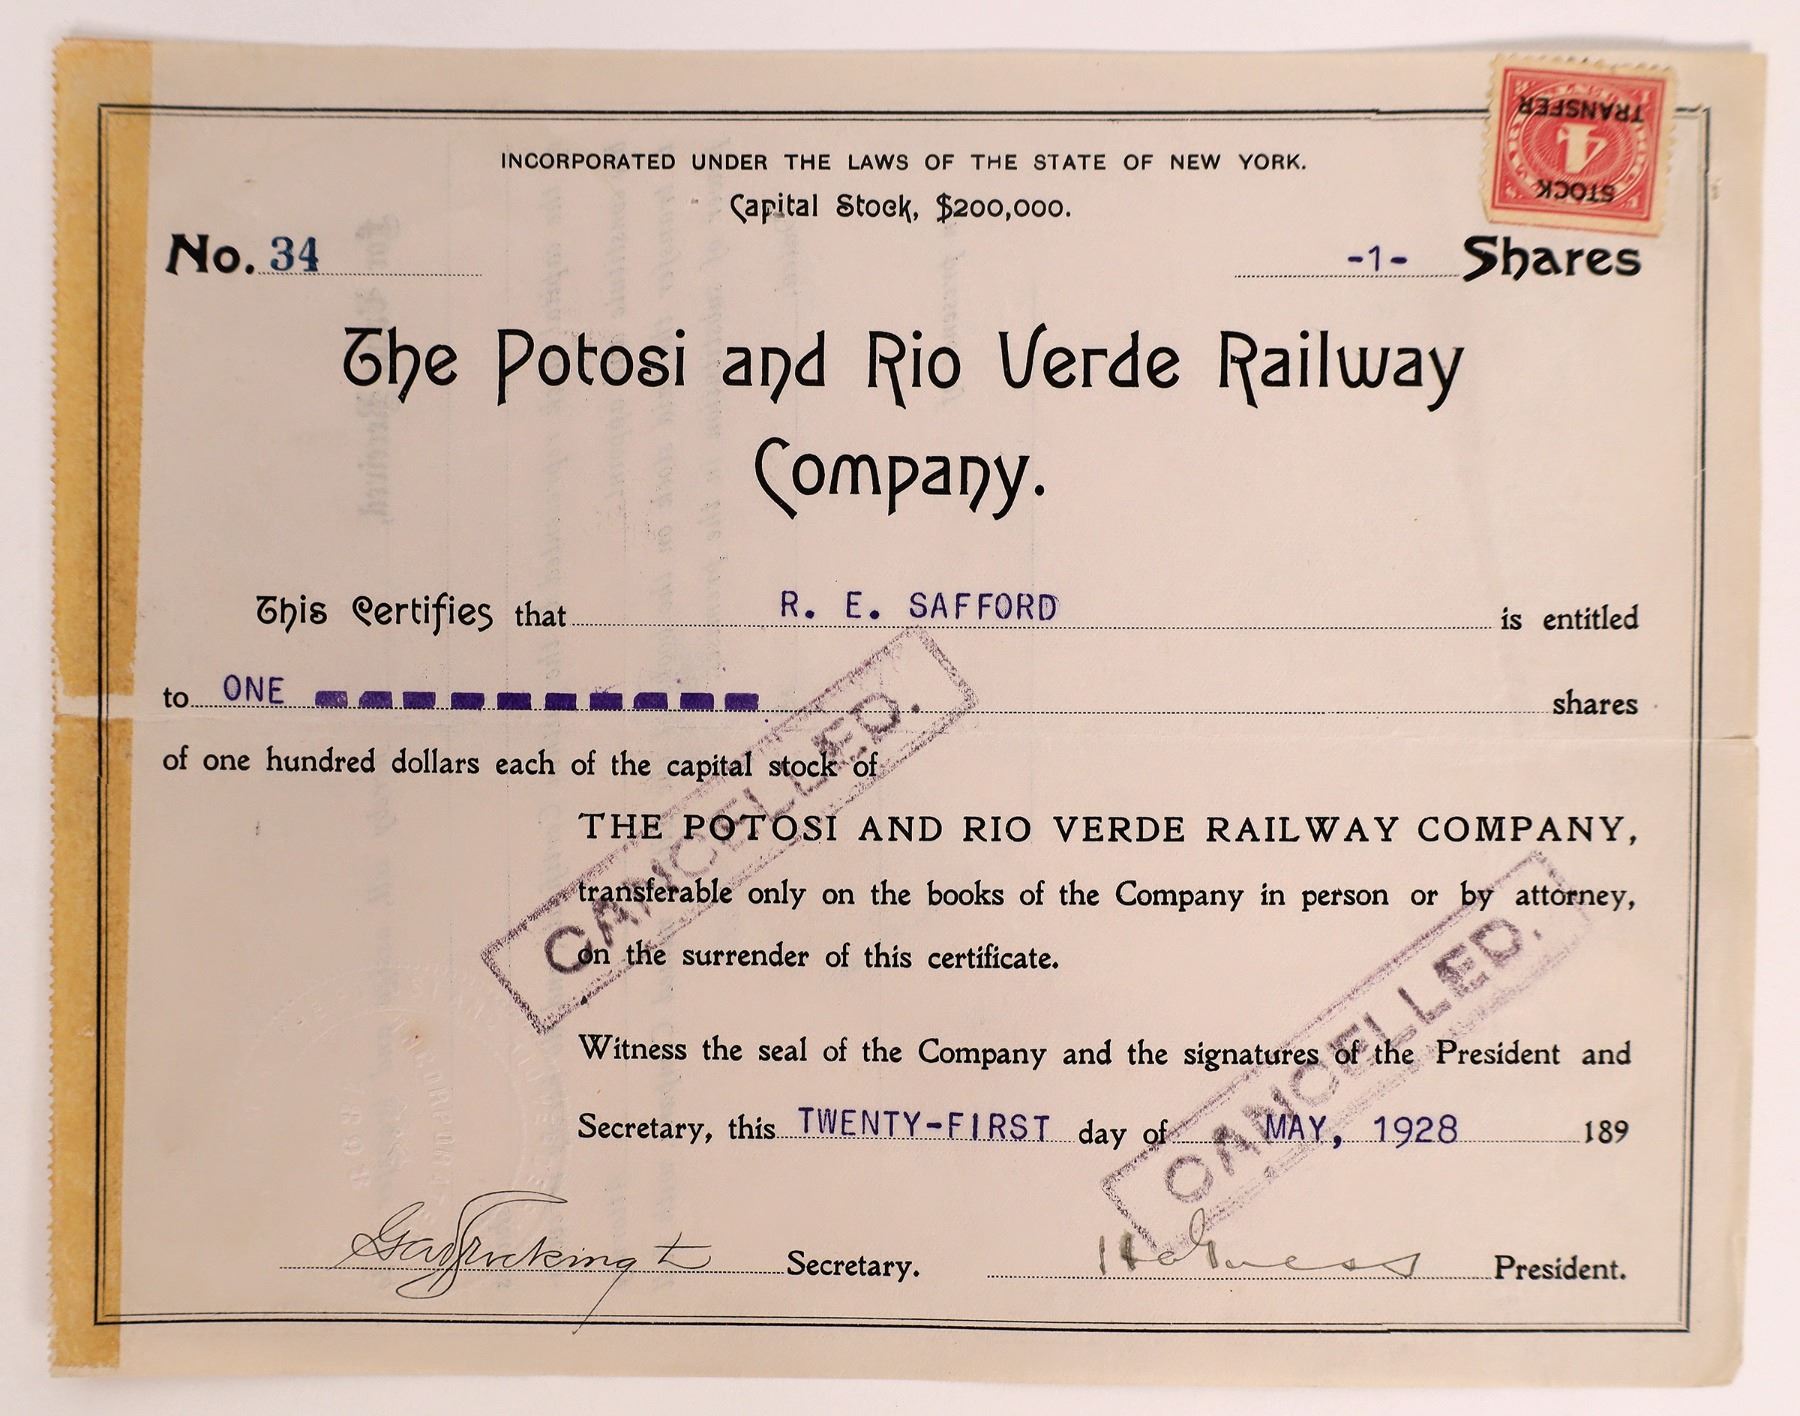 STOCK 4 TRANSFER
INCORPORATED UNDER THE LAWS OF THE STATE OF NEW YORK.
Capital Stock, $200,000.
No. 34 -1- Shares
The Potosi and Rio Verde Railway
Company.
This Certifies that R. E. SAFFORD is entitled
to ONE shares
of one hundred dollars each of the capital stock of
THE POTOSI AND RIO VERDE RAILWAY COMPANY,
transferable only on the books of the Company in person or by attorney,
on the surrender of this certificate.
CANCELLED.
Witness the seal of the Company and the signatures of the President and
Secretary, this TWENTY-FIRST day of MAY, 1928 189
CANCELLED.
Secretary. President.